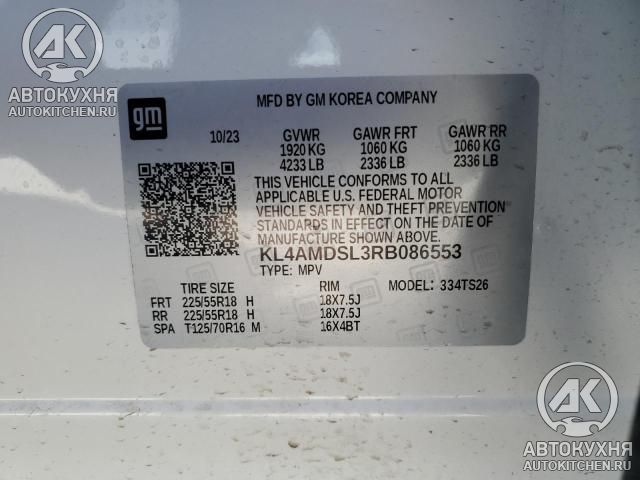 АВТОКУХНЯ
AUTOKITCHEN.RU
gm
MFD BY GM KOREA COMPANY
10/23 GVWR GAWR FRT GAWR RR
1920 KG 1060 KG 1060 KG
4233 LB 2336 LB 2336 LB
THIS VEHICLE CONFORMS TO ALL
APPLICABLE U.S. FEDERAL MOTOR
VEHICLE SAFETY AND THEFT PREVENTION
STANDARDS IN EFFECT ON THE DATE OF
MANUFACTURE SHOWN ABOVE.
KL4AMDSL3RB086553
TYPE: MPV
TIRE SIZE RIM MODEL: 334TS26
FRT 225/55R18 H 18X7.5J
RR 225/55R18 H 18X7.5J
SPA T125/70R16 M 16X4BT
АК
АВТОКУХНЯ
AUTOKITCHEN.RU